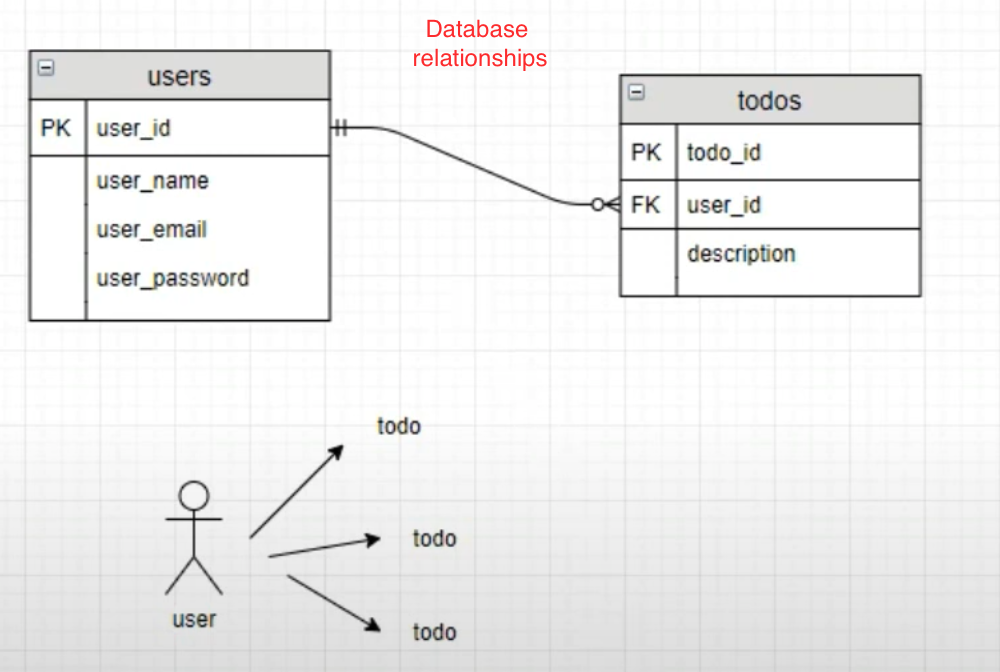 Database
relationships
users
PK user_id
user_name
user_email
user_password
todos
PK todo_id
FK user_id
description
todo
todo
todo
user